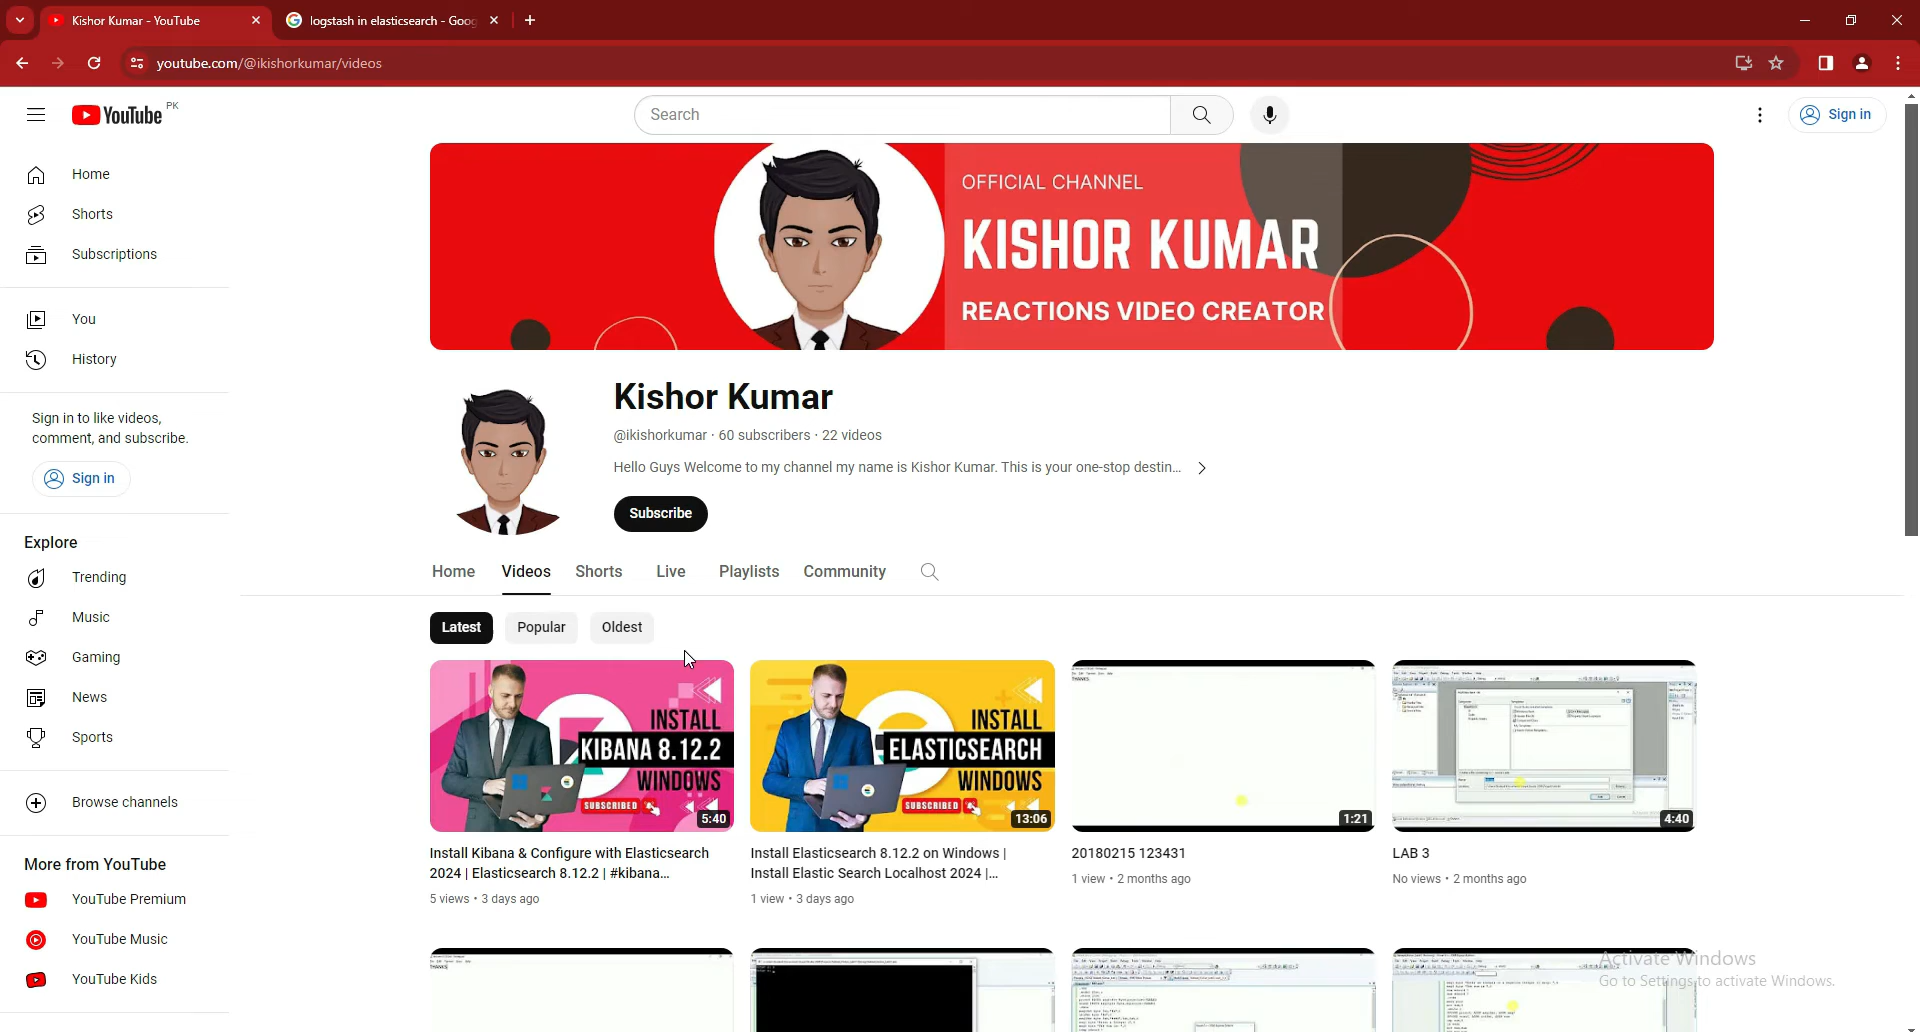 Kishor Kumar - YouTube
logstash in elasticsearch - Goog
youtube.com/@ikishorkumar/videos
YouTube PK
Search
Sign in
Home
Shorts
Subscriptions
You
History
Sign in to like videos,
comment, and subscribe.
Sign in
Explore
Trending
Music
Gaming
News
Sports
Browse channels
More from YouTube
YouTube Premium
YouTube Music
YouTube Kids
OFFICIAL CHANNEL
KISHOR KUMAR
REACTIONS VIDEO CREATOR
Kishor Kumar
@ikishorkumar · 60 subscribers · 22 videos
Hello Guys Welcome to my channel my name is Kishor Kumar. This is your one-stop destin...
Subscribe
Home Videos Shorts Live Playlists Community
Latest Popular Oldest
INSTALL
KIBANA 8.12.2
WINDOWS
SUBSCRIBED
5:40
Install Kibana & Configure with Elasticsearch
2024 | Elasticsearch 8.12.2 | #kibana...
5 views • 3 days ago
INSTALL
ELASTICSEARCH
WINDOWS
SUBSCRIBED
13:06
Install Elasticsearch 8.12.2 on Windows |
Install Elastic Search Localhost 2024 |...
1 view • 3 days ago
THANKS
1:21
20180215 123431
1 view • 2 months ago
4:40
LAB 3
No views • 2 months ago
THANKS
Activate Windows
Go to Settings to activate Windows.